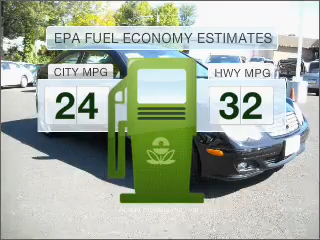 EPA FUEL ECONOMY ESTIMATES
CITY MPG
HWY MPG
24
32